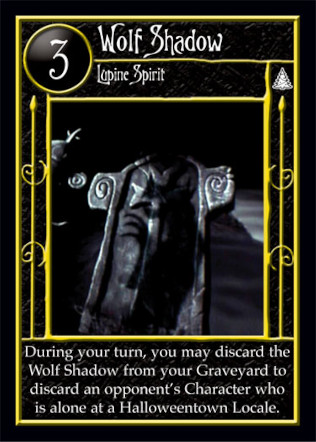 3
Wolf Shadow
Lupine Spirit
During your turn, you may discard the
Wolf Shadow from your Graveyard to
discard an opponent's Character who
is alone at a Halloweentown Locale.